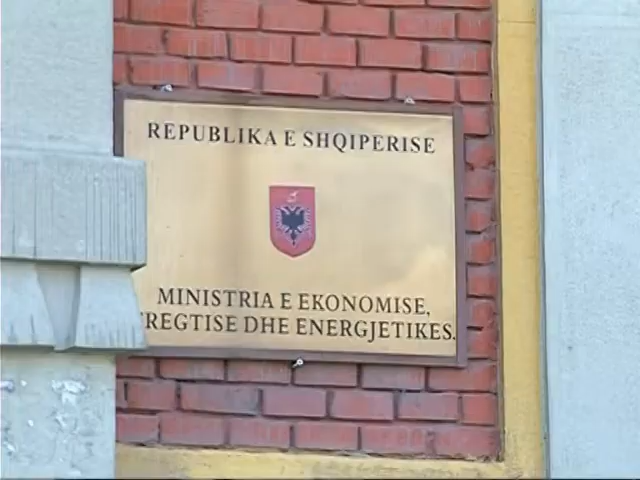 REPUBLIKA E SHQIPERISE
MINISTRIA E EKONOMISE,
REGTISE DHE ENERGJETIKES.